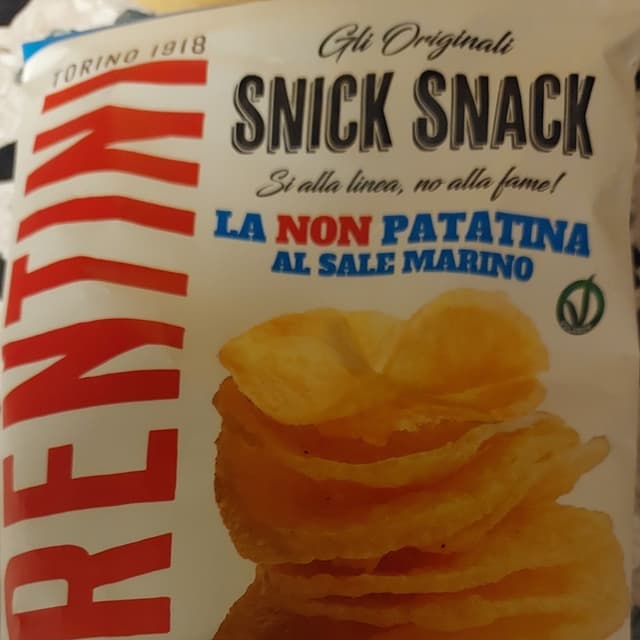 TORINO 1918
RENTINI
Gli Originali
SNICK SNACK
Si alla linea, no alla fame!
LA NON PATATINA
AL SALE MARINO